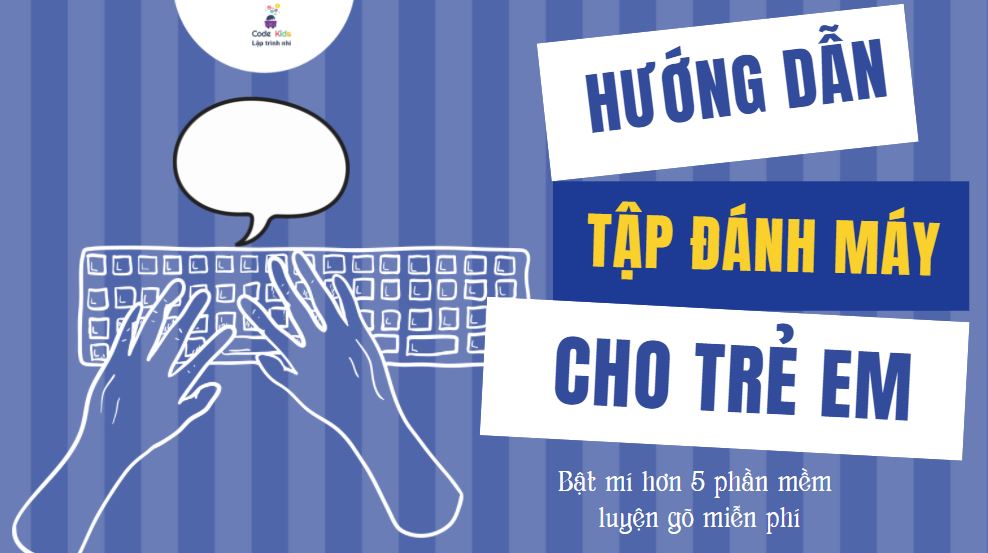 Code Kids
Lập trình nhí
HƯỚNG DẪN
TẬP ĐÁNH MÁY
CHO TRẺ EM
Bật mí hơn 5 phần mềm
luyện gõ miễn phí